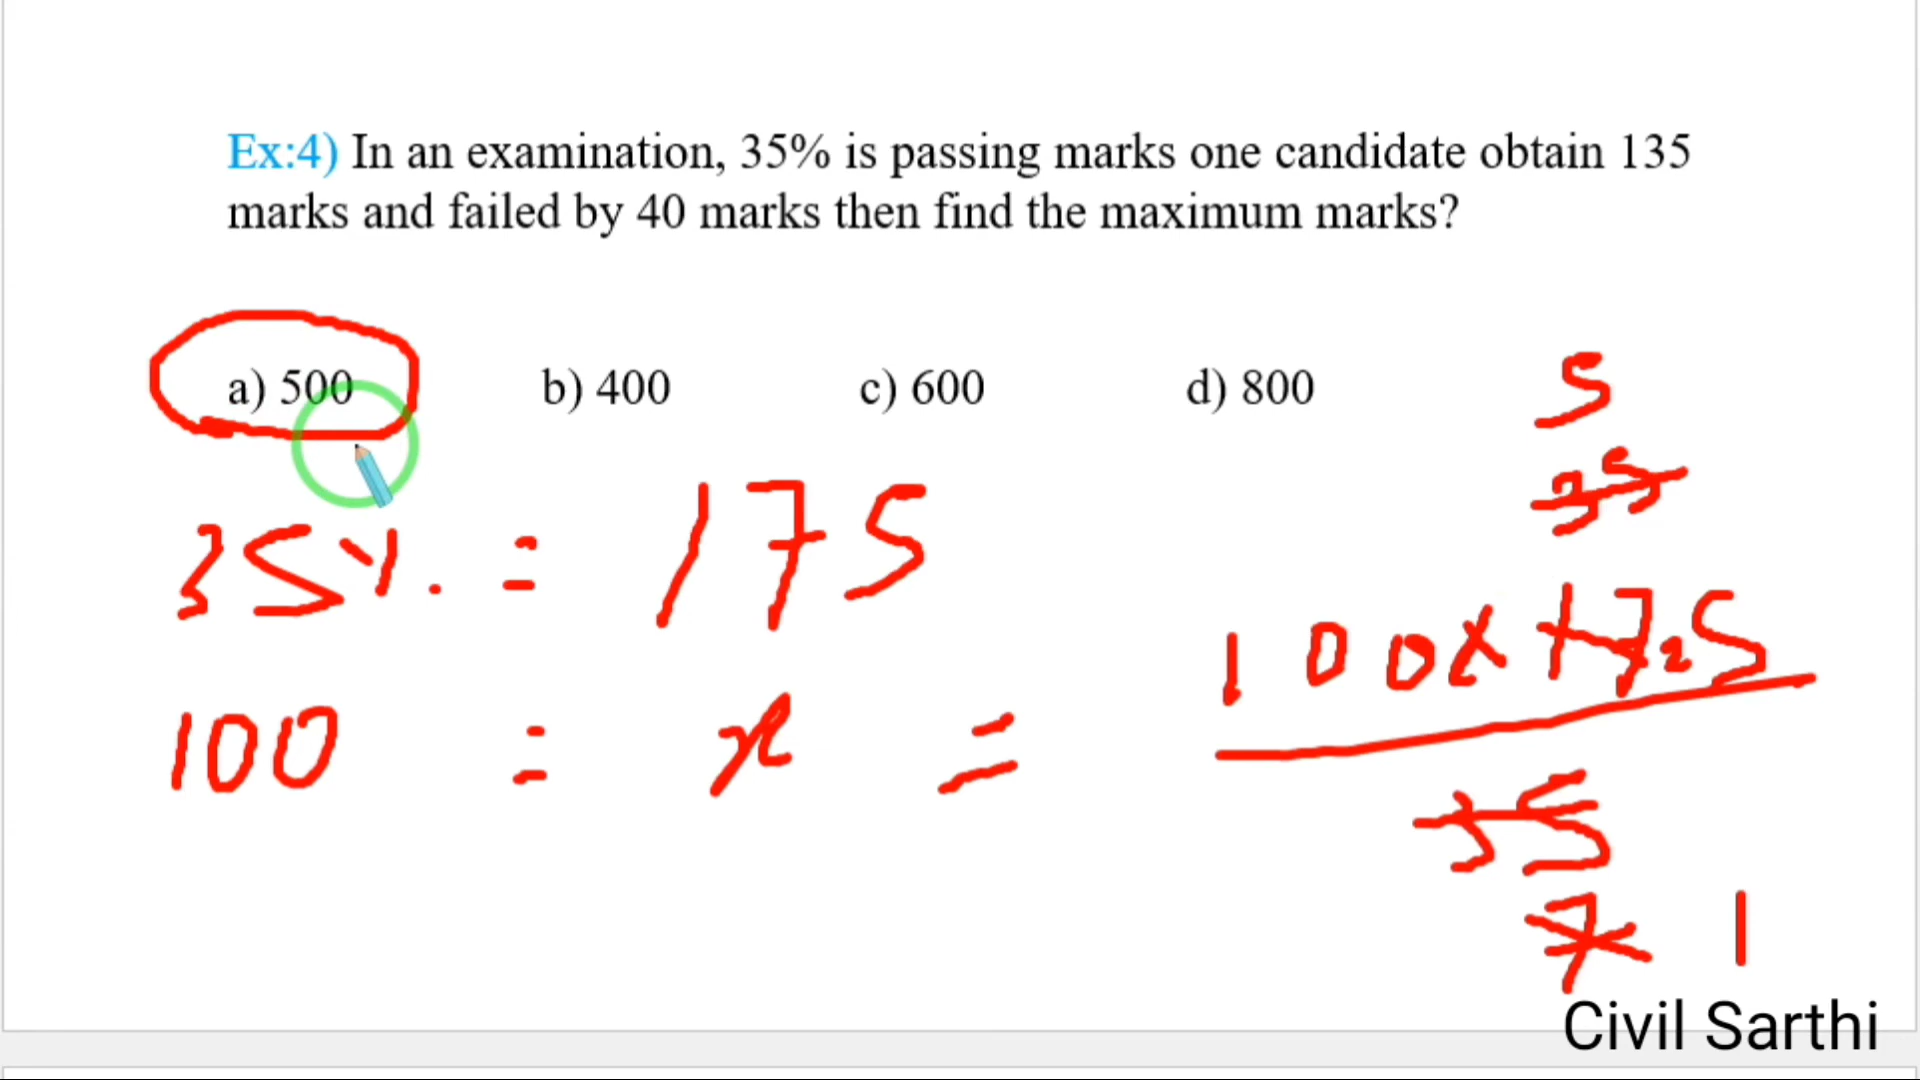 Ex:4) In an examination, 35% is passing marks one candidate obtain 135
marks and failed by 40 marks then find the maximum marks?
a) 500 b) 400 c) 600 d) 800
5
35
35%. = 175
100 x 175
100 = x =
35
7 1
Civil Sarthi